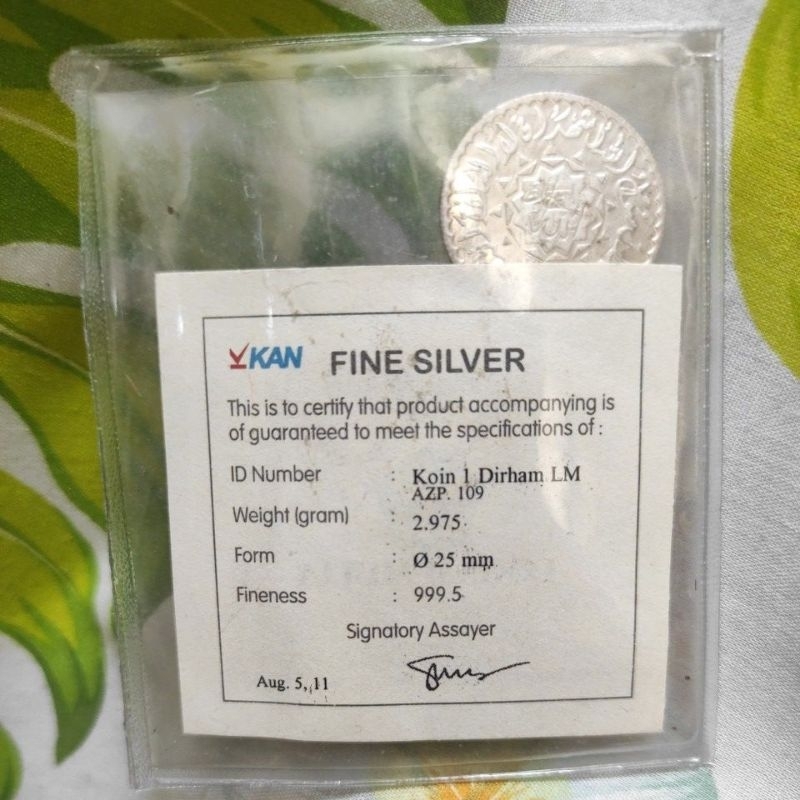 KAN FINE SILVER
This is to certify that product accompanying is
of guaranteed to meet the specifications of :
ID Number : Koin 1 Dirham LM
AZP. 109
Weight (gram) : 2.975
Form : Ø 25 mm
Fineness : 999.5
Signatory Assayer
Aug. 5, 11